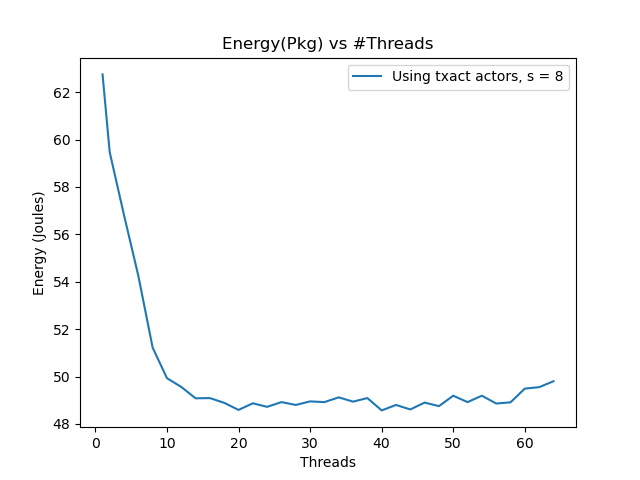 Energy(Pkg) vs #Threads
Using txact actors, s = 8
Energy (Joules)
62
60
58
56
54
52
50
48
0 10 20 30 40 50 60
Threads